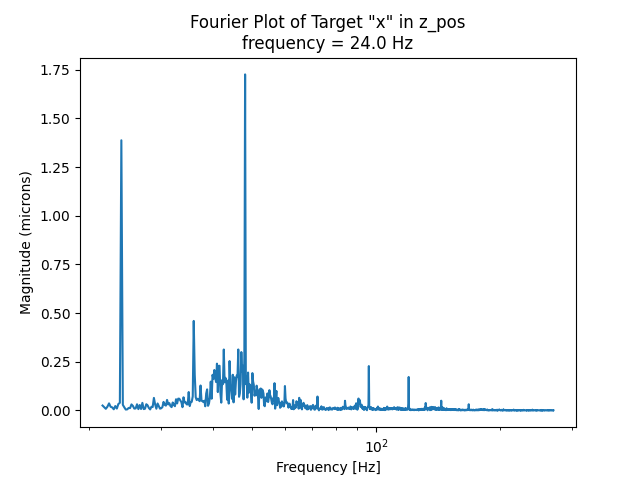 Fourier Plot of Target "x" in z_pos
frequency = 24.0 Hz
1.75
1.50
1.25
1.00
0.75
0.50
0.25
0.00
Magnitude (microns)
10²
Frequency [Hz]